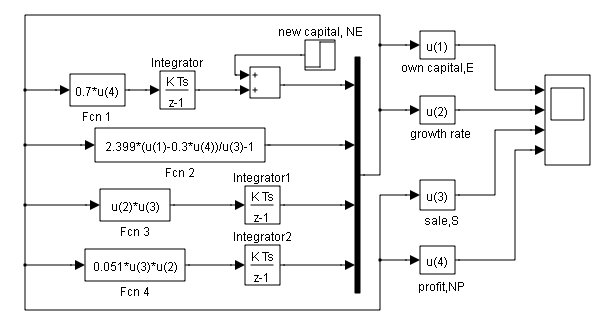 new capital, NE
Integrator
u(1)
own capital,E
0.7*u(4)
K Ts
z-1
+
+
Fcn 1
u(2)
growth rate
2.399*(u(1)-0.3*u(4))/u(3)-1
Fcn 2
Integrator1
u(2)*u(3)
K Ts
z-1
u(3)
sale,S
Fcn 3
Integrator2
0.051*u(3)*u(2)
K Ts
z-1
u(4)
profit,NP
Fcn 4